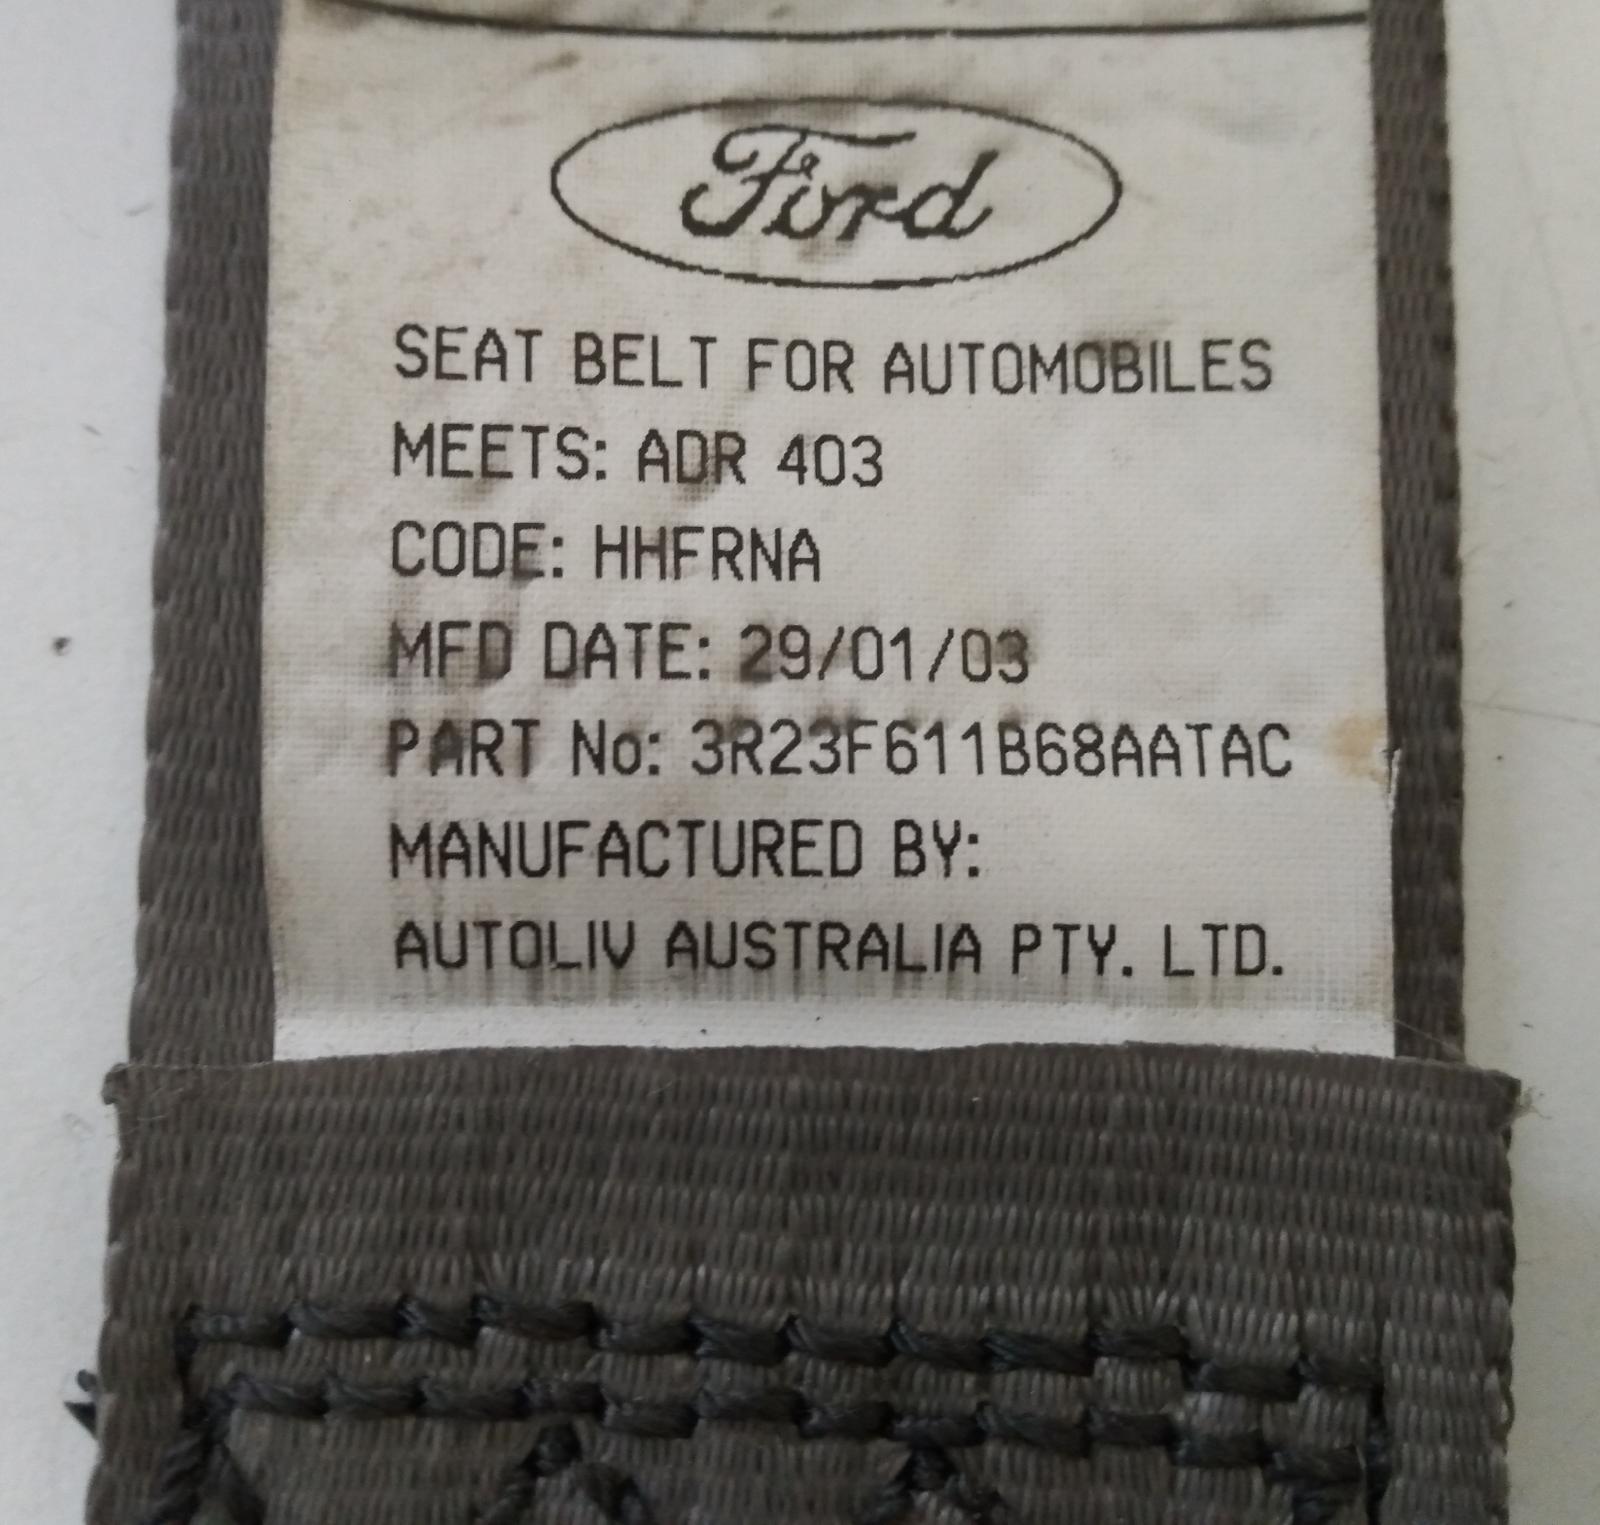 Ford
SEAT BELT FOR AUTOMOBILES
MEETS: ADR 403
CODE: HHFRNA
MFD DATE: 29/01/03
PART No: 3R23F611B68AATAC
MANUFACTURED BY:
AUTOLIV AUSTRALIA PTY. LTD.